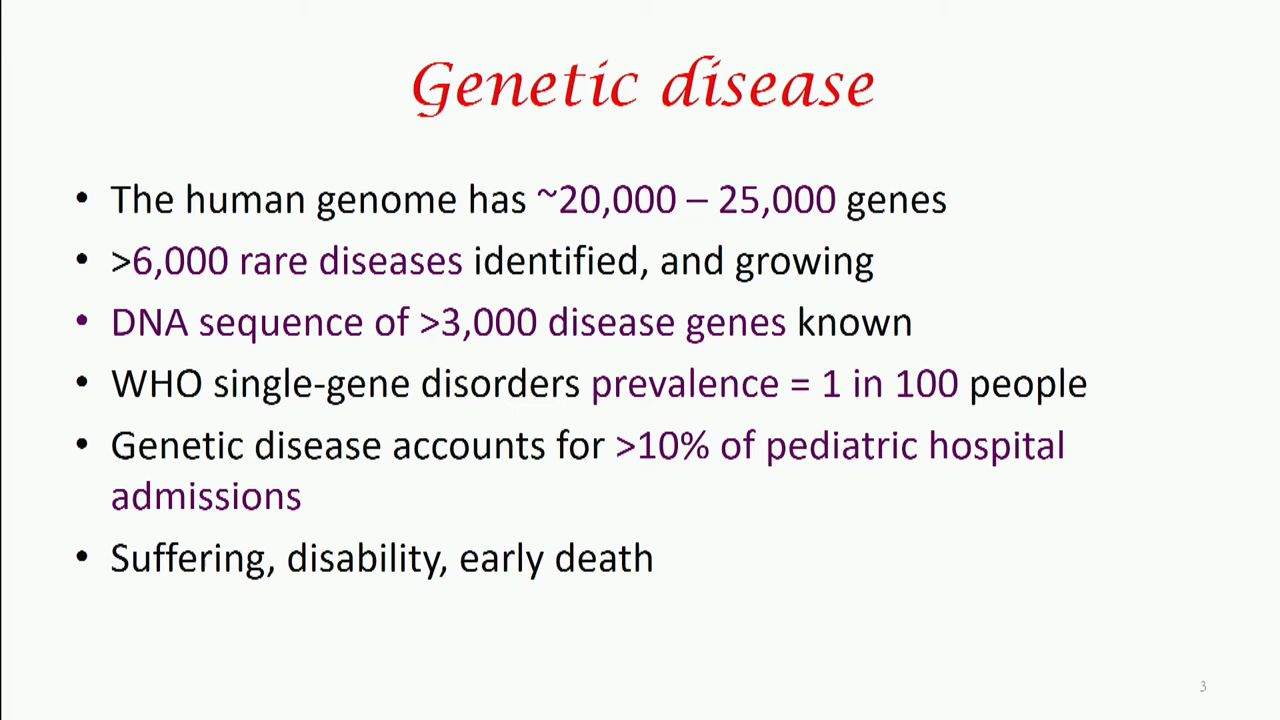 Genetic disease
• The human genome has ~20,000 – 25,000 genes
• >6,000 rare diseases identified, and growing
• DNA sequence of >3,000 disease genes known
• WHO single-gene disorders prevalence = 1 in 100 people
• Genetic disease accounts for >10% of pediatric hospital
admissions
• Suffering, disability, early death
3